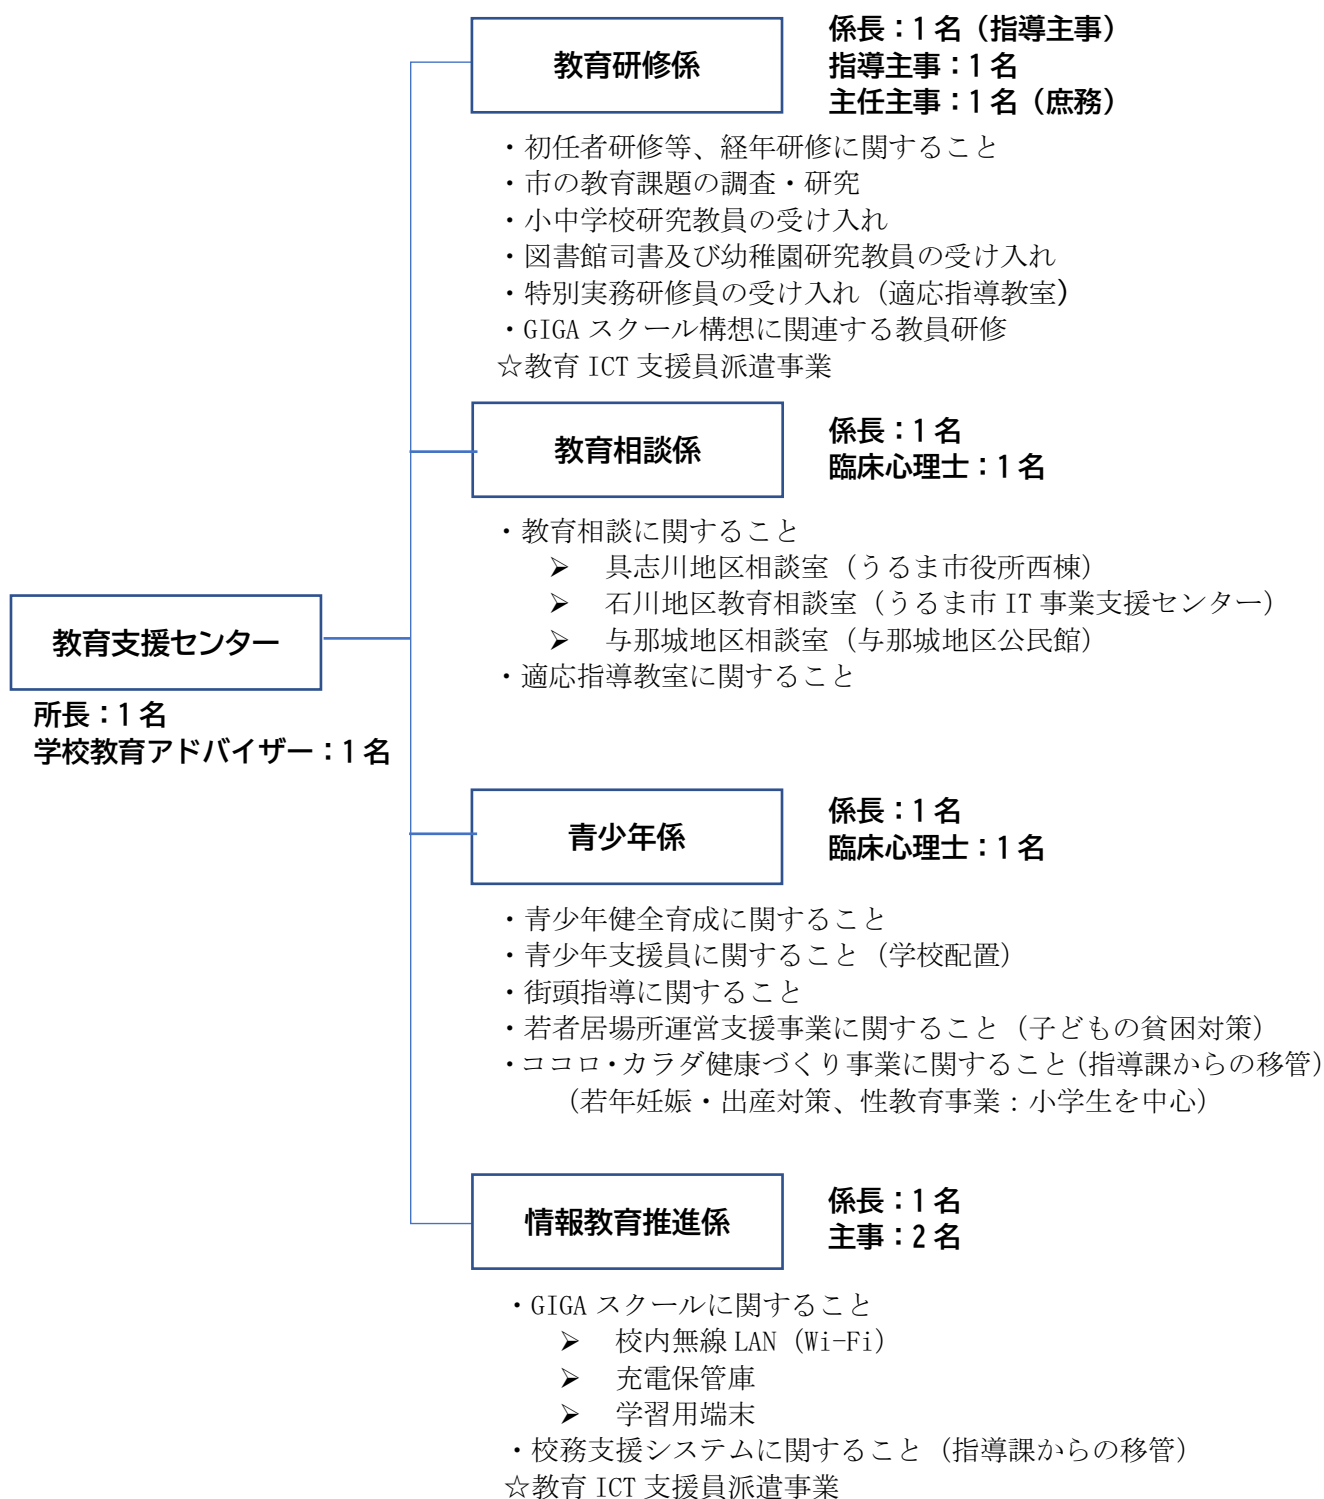 教育研修係
係長：1名（指導主事）
指導主事：1名
主任主事：1名（庶務）
・初任者研修等、経年研修に関すること
・市の教育課題の調査・研究
・小中学校研究教員の受け入れ
・図書館司書及び幼稚園研究教員の受け入れ
・特別実務研修員の受け入れ（適応指導教室）
・GIGAスクール構想に関連する教員研修
☆教育ICT支援員派遣事業
教育相談係
係長：1名
臨床心理士：1名
・教育相談に関すること
➢ 具志川地区相談室（うるま市役所西棟）
➢ 石川地区教育相談室（うるま市IT事業支援センター）
➢ 与那城地区相談室（与那城地区公民館）
・適応指導教室に関すること
教育支援センター
所長：1名
学校教育アドバイザー：1名
青少年係
係長：1名
臨床心理士：1名
・青少年健全育成に関すること
・青少年支援員に関すること（学校配置）
・街頭指導に関すること
・若者居場所運営支援事業に関すること（子どもの貧困対策）
・ココロ・カラダ健康づくり事業に関すること（指導課からの移管）
（若年妊娠・出産対策、性教育事業：小学生を中心）
情報教育推進係
係長：1名
主事：2名
・GIGAスクールに関すること
➢ 校内無線LAN（Wi-Fi）
➢ 充電保管庫
➢ 学習用端末
・校務支援システムに関すること（指導課からの移管）
☆教育ICT支援員派遣事業